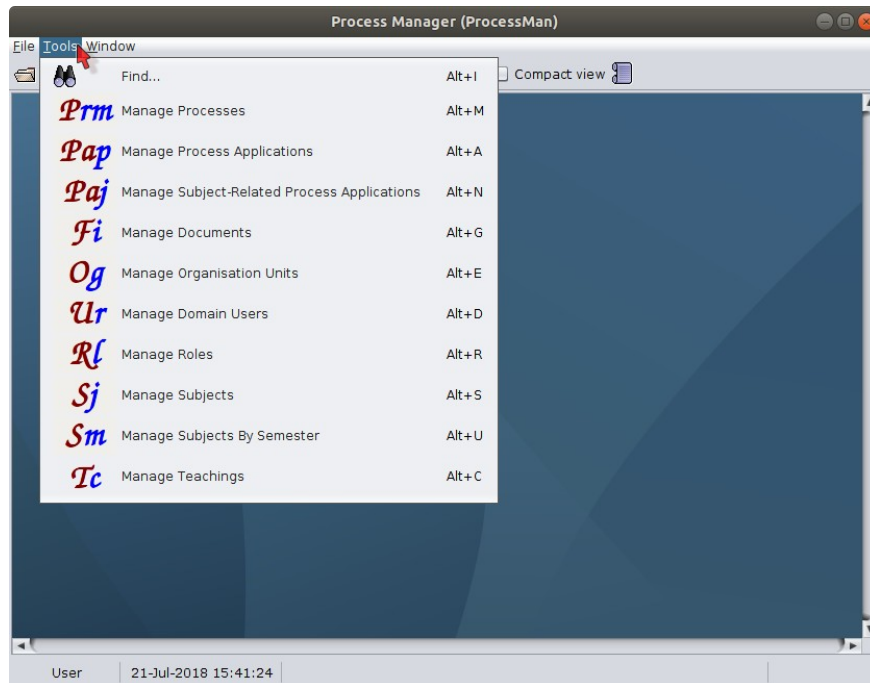 Process Manager (ProcessMan)
File Tools Window
Compact view
Find... Alt+I
Prm Manage Processes Alt+M
Pap Manage Process Applications Alt+A
Paj Manage Subject-Related Process Applications Alt+N
Fi Manage Documents Alt+G
Og Manage Organisation Units Alt+E
Ur Manage Domain Users Alt+D
Rl Manage Roles Alt+R
Sj Manage Subjects Alt+S
Sm Manage Subjects By Semester Alt+U
Tc Manage Teachings Alt+C
User 21-Jul-2018 15:41:24